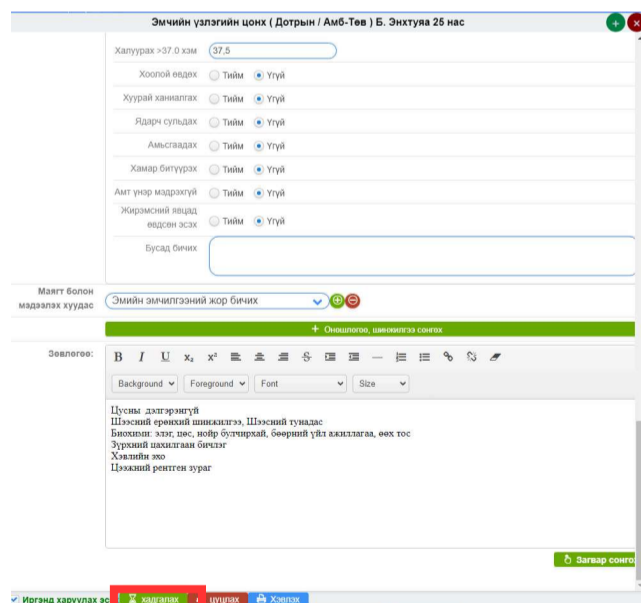 Эмчийн үзлэгийн цонх ( Дотрын / Амб-Төв ) Б. Энхтуяа 25 нас
Халуурах >37.0 хэм 37,5
Хоолой өвдөх Тийм Үгүй
Хуурай ханиалгах Тийм Үгүй
Ядарч сульдах Тийм Үгүй
Амьсгаадах Тийм Үгүй
Хамар битүүрэх Тийм Үгүй
Амт үнэр мэдрэхгүй Тийм Үгүй
Жирэмсний явцад
өвдсөн эсэх Тийм Үгүй
Бусад бичих
Маягт болон
мэдээлэх хуудас Эмийн эмчилгээний жор бичих
+ Оношлогоо, шинжилгээ сонгох
Зөвлөгөө: B I U x₂ x² S
Background Foreground Font Size
Цусны дэлгэрэнгүй
Шээсний ерөнхий шинжилгээ, Шээсний тунадас
Биохими: элэг, цөс, нойр булчирхай, бөөрний үйл ажиллагаа, өөх тос
Зүрхний цахилгаан бичлэг
Хэвлийн эхо
Цээжний рентген зураг
Загвар сонго
Иргэнд харуулах эс хадгалах цуцлах Хэвлэх